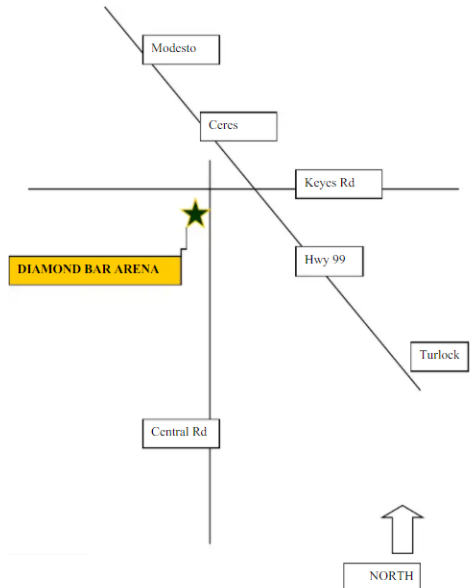 Modesto
Ceres
Keyes Rd
DIAMOND BAR ARENA
Hwy 99
Turlock
Central Rd
NORTH